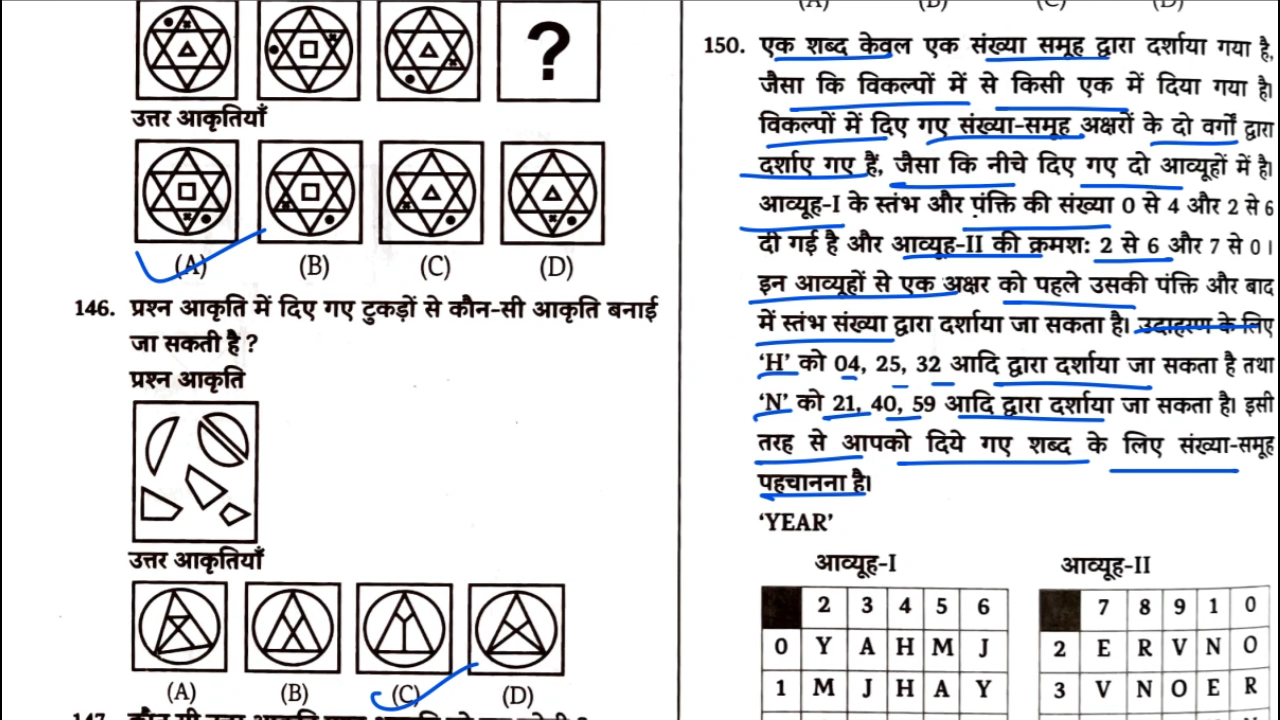 ?
उत्तर आकृतियाँ
(A) (B) (C) (D)
146. प्रश्न आकृति में दिए गए टुकड़ों से कौन-सी आकृति बनाई
जा सकती है ?
प्रश्न आकृति
उत्तर आकृतियाँ
(A) (B) (C) (D)
147.
(A) (B) (C) (D)
150. एक शब्द केवल एक संख्या समूह द्वारा दर्शाया गया है,
जैसा कि विकल्पों में से किसी एक में दिया गया है।
विकल्पों में दिए गए संख्या-समूह अक्षरों के दो वर्गों द्वारा
दर्शाए गए हैं, जैसा कि नीचे दिए गए दो आव्यूहों में है।
आव्यूह-I के स्तंभ और पंक्ति की संख्या 0 से 4 और 2 से 6
दी गई है और आव्यूह-II की क्रमश: 2 से 6 और 7 से 0।
इन आव्यूहों से एक अक्षर को पहले उसकी पंक्ति और बाद
में स्तंभ संख्या द्वारा दर्शाया जा सकता है। उदाहरण के लिए
‘H’ को 04, 25, 32 आदि द्वारा दर्शाया जा सकता है तथा
‘N’ को 21, 40, 59 आदि द्वारा दर्शाया जा सकता है। इसी
तरह से आपको दिये गए शब्द के लिए संख्या-समूह
पहचानना है।
‘YEAR’
आव्यूह-I आव्यूह-II
2 3 4 5 6 7 8 9 1 0
0 Y A H M J 2 E R V N O
1 M J H A Y 3 V N O E R